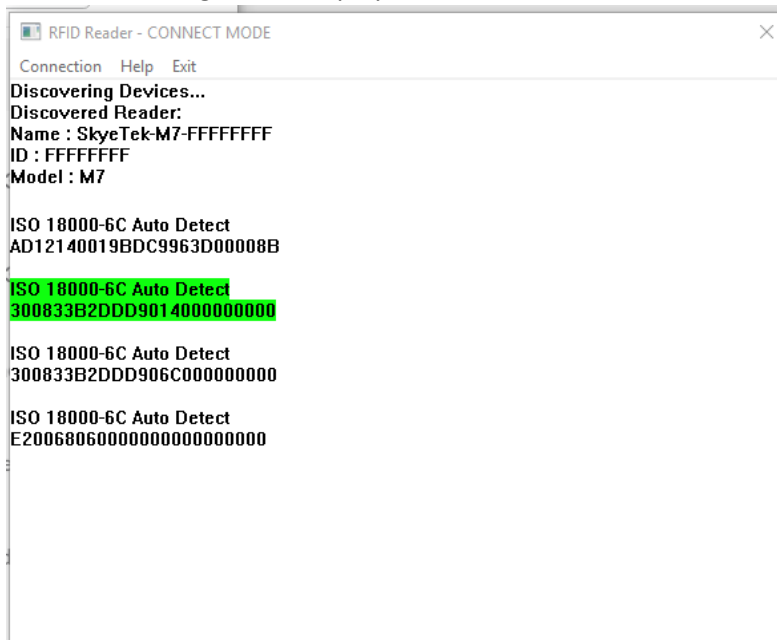 RFID Reader - CONNECT MODE
Connection Help Exit
Discovering Devices...
Discovered Reader:
Name : SkyeTek-M7-FFFFFFFF
ID : FFFFFFFF
Model : M7
ISO 18000-6C Auto Detect
AD12140019BDC9963D00008B
ISO 18000-6C Auto Detect
300833B2DDD9014000000000
ISO 18000-6C Auto Detect
300833B2DDD906C000000000
ISO 18000-6C Auto Detect
E20068060000000000000000